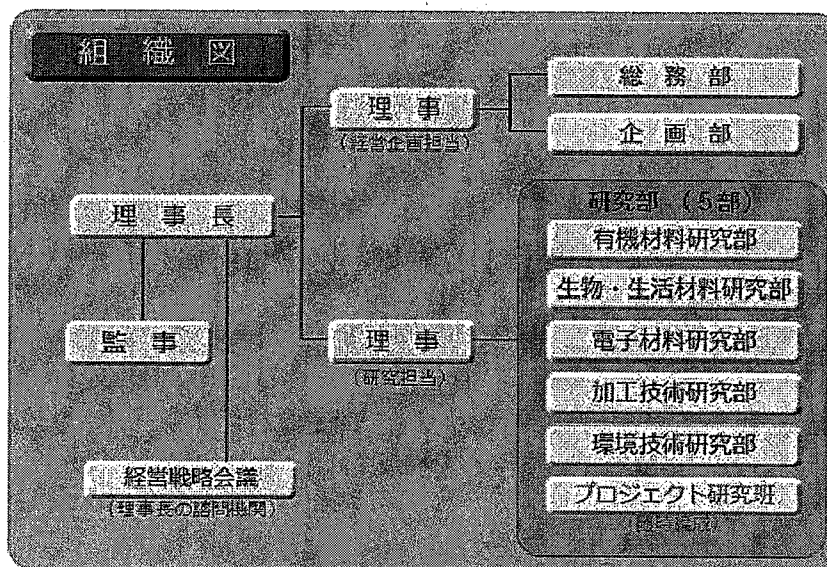 組織図
理事
(経営企画担当)
総務部
企画部
理事長
監事
経営戦略会議
(理事長の諮問機関)
理事
(研究担当)
研究部 (5部)
有機材料研究部
生物・生活材料研究部
電子材料研究部
加工技術研究部
環境技術研究部
プロジェクト研究班